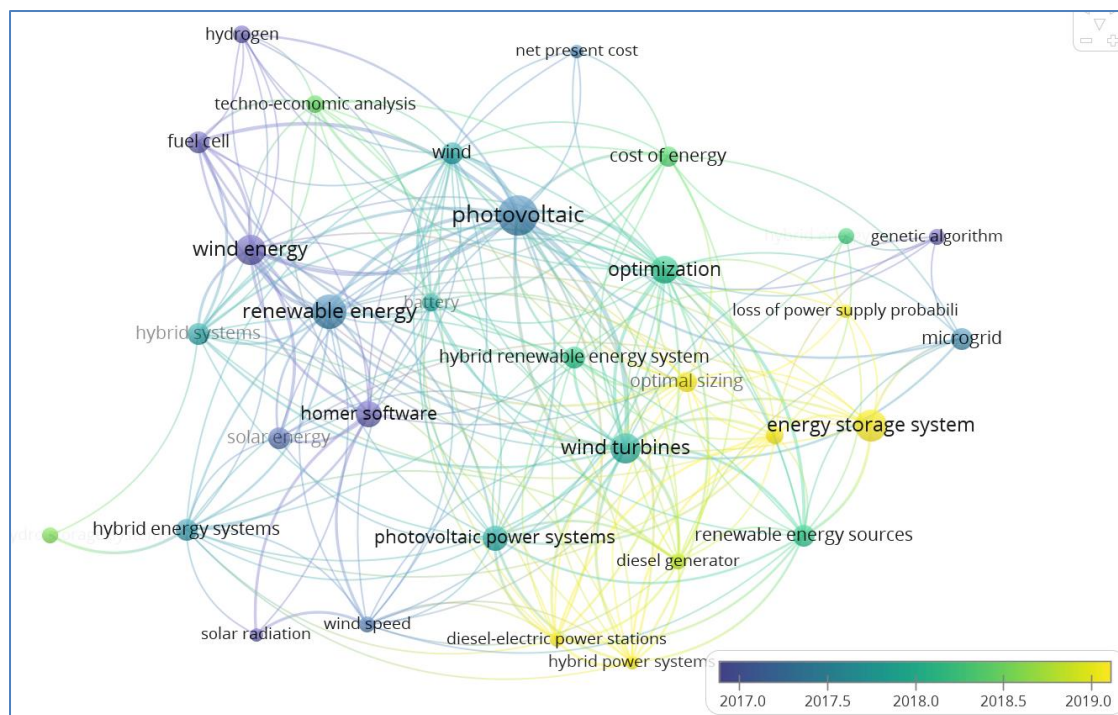 hydrogen
net present cost
techno-economic analysis
fuel cell
wind
cost of energy
photovoltaic
genetic algorithm
wind energy
optimization
battery
renewable energy
loss of power supply probabili
hybrid systems
microgrid
hybrid renewable energy system
optimal sizing
homer software
energy storage system
solar energy
wind turbines
hybrid energy systems
photovoltaic power systems
renewable energy sources
diesel generator
wind speed
solar radiation
diesel-electric power stations
hybrid power systems
2017.0 2017.5 2018.0 2018.5 2019.0